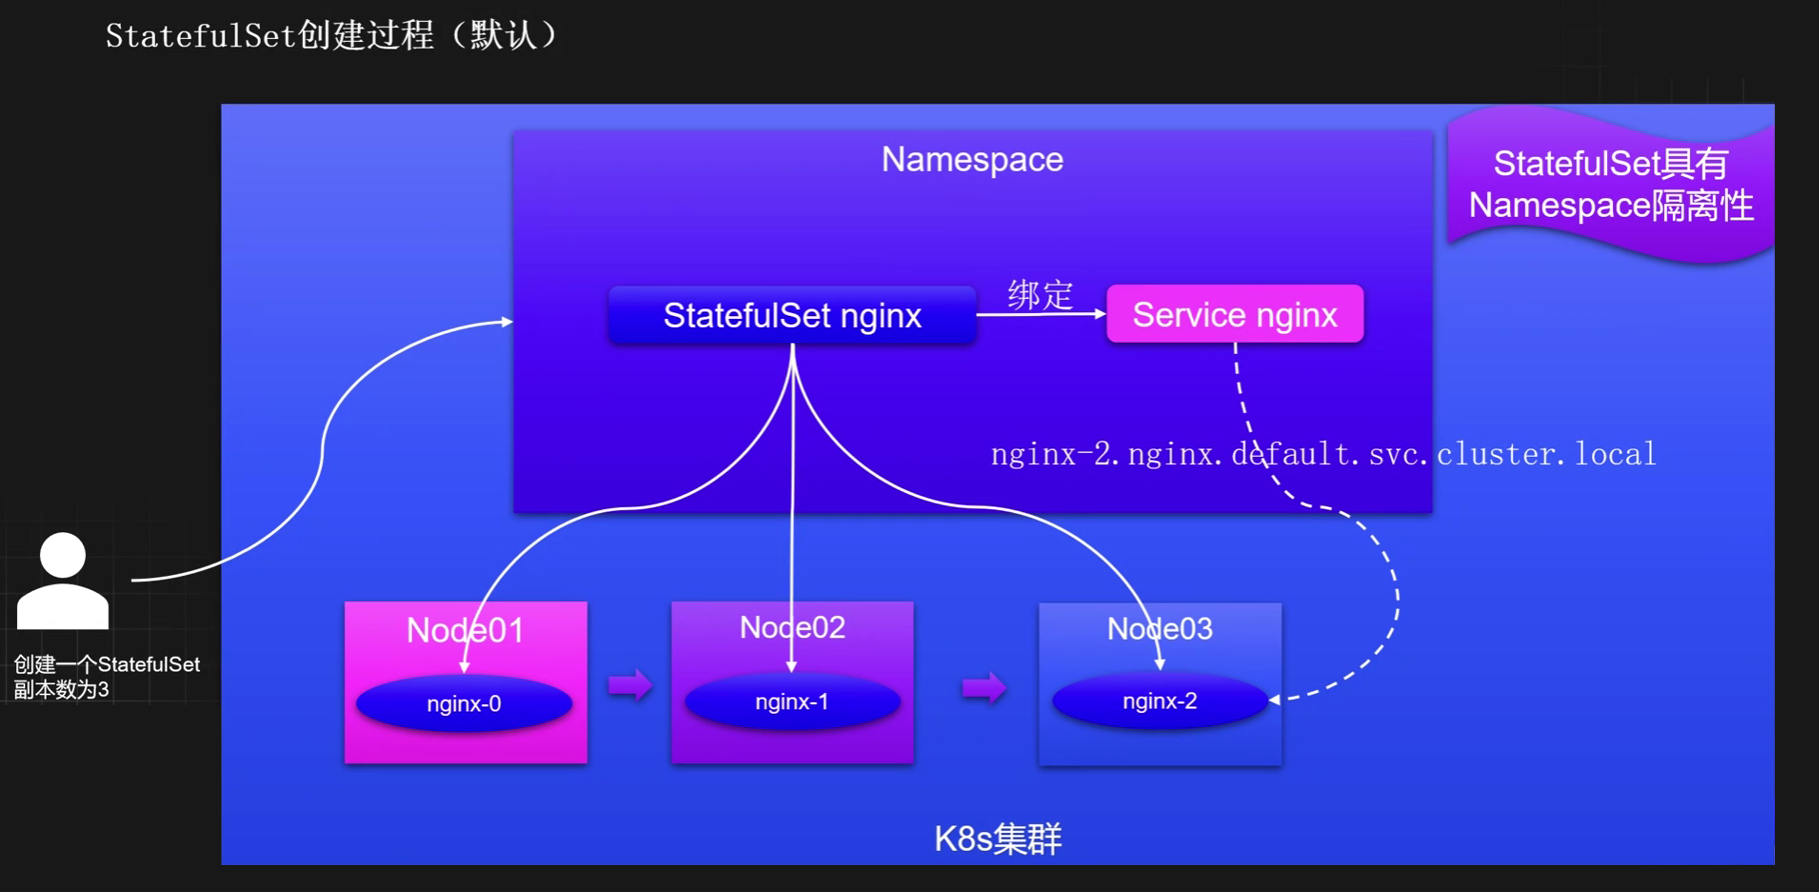 StatefulSet创建过程（默认）
Namespace
StatefulSet具有
Namespace隔离性
StatefulSet nginx
绑定
Service nginx
nginx-2.nginx.default.svc.cluster.local
创建一个StatefulSet
副本数为3
Node01
nginx-0
Node02
nginx-1
Node03
nginx-2
K8s集群